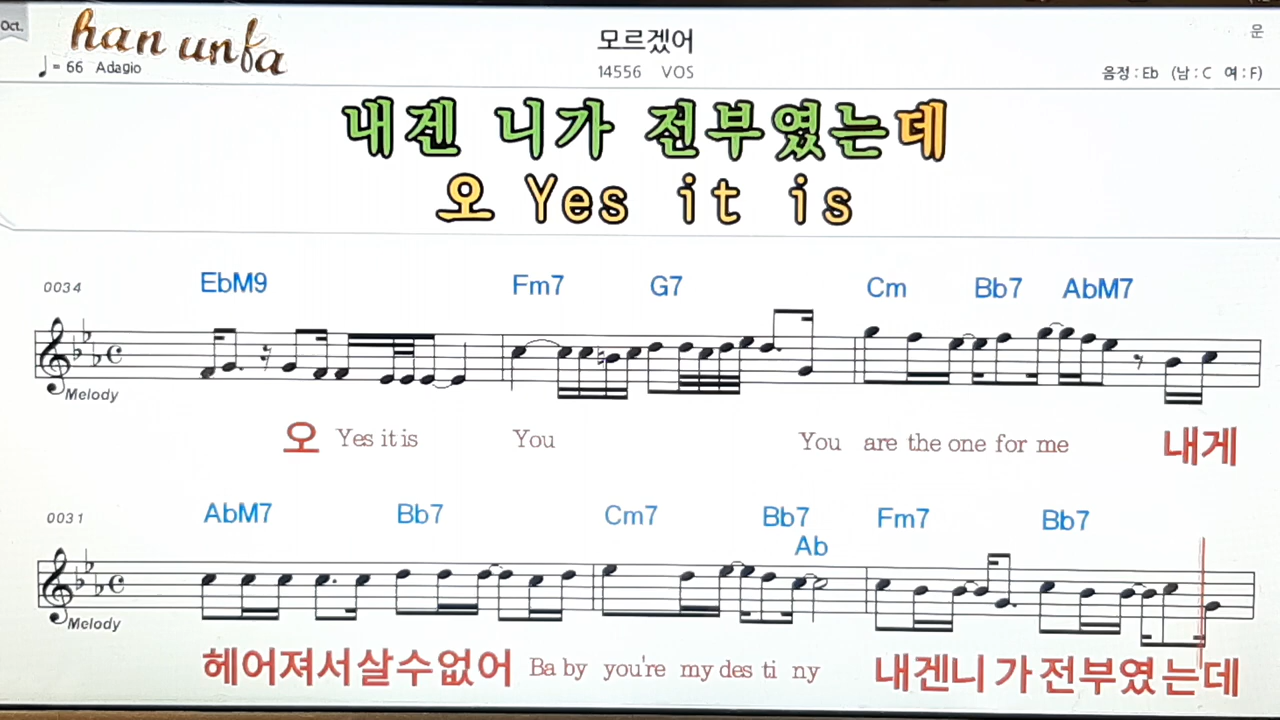 Oct.
han unfa
모르겠어
운
♩= 66 Adagio
14556 VOS
음정 : Eb (남 : C 여 : F)
내겐 니가 전부였는데
오 Yes it is
0034 EbM9 Fm7 G7 Cm Bb7 AbM7
Melody
오 Yes it is You You are the one for me 내게
0031 AbM7 Bb7 Cm7 Bb7 Ab Fm7 Bb7
Melody
헤어져서살수없어 Ba by you're my des ti ny 내겐니 가 전부였 는데